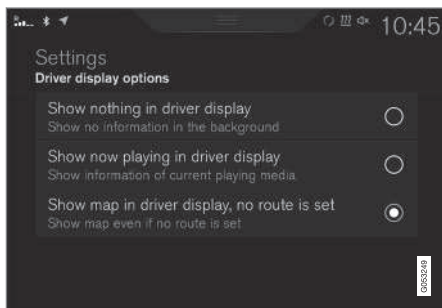 10:45
Settings
Driver display options
Show nothing in driver display
Show no information in the background
Show now playing in driver display
Show information of current playing media
Show map in driver display, no route is set
Show map even if no route is set
G053249